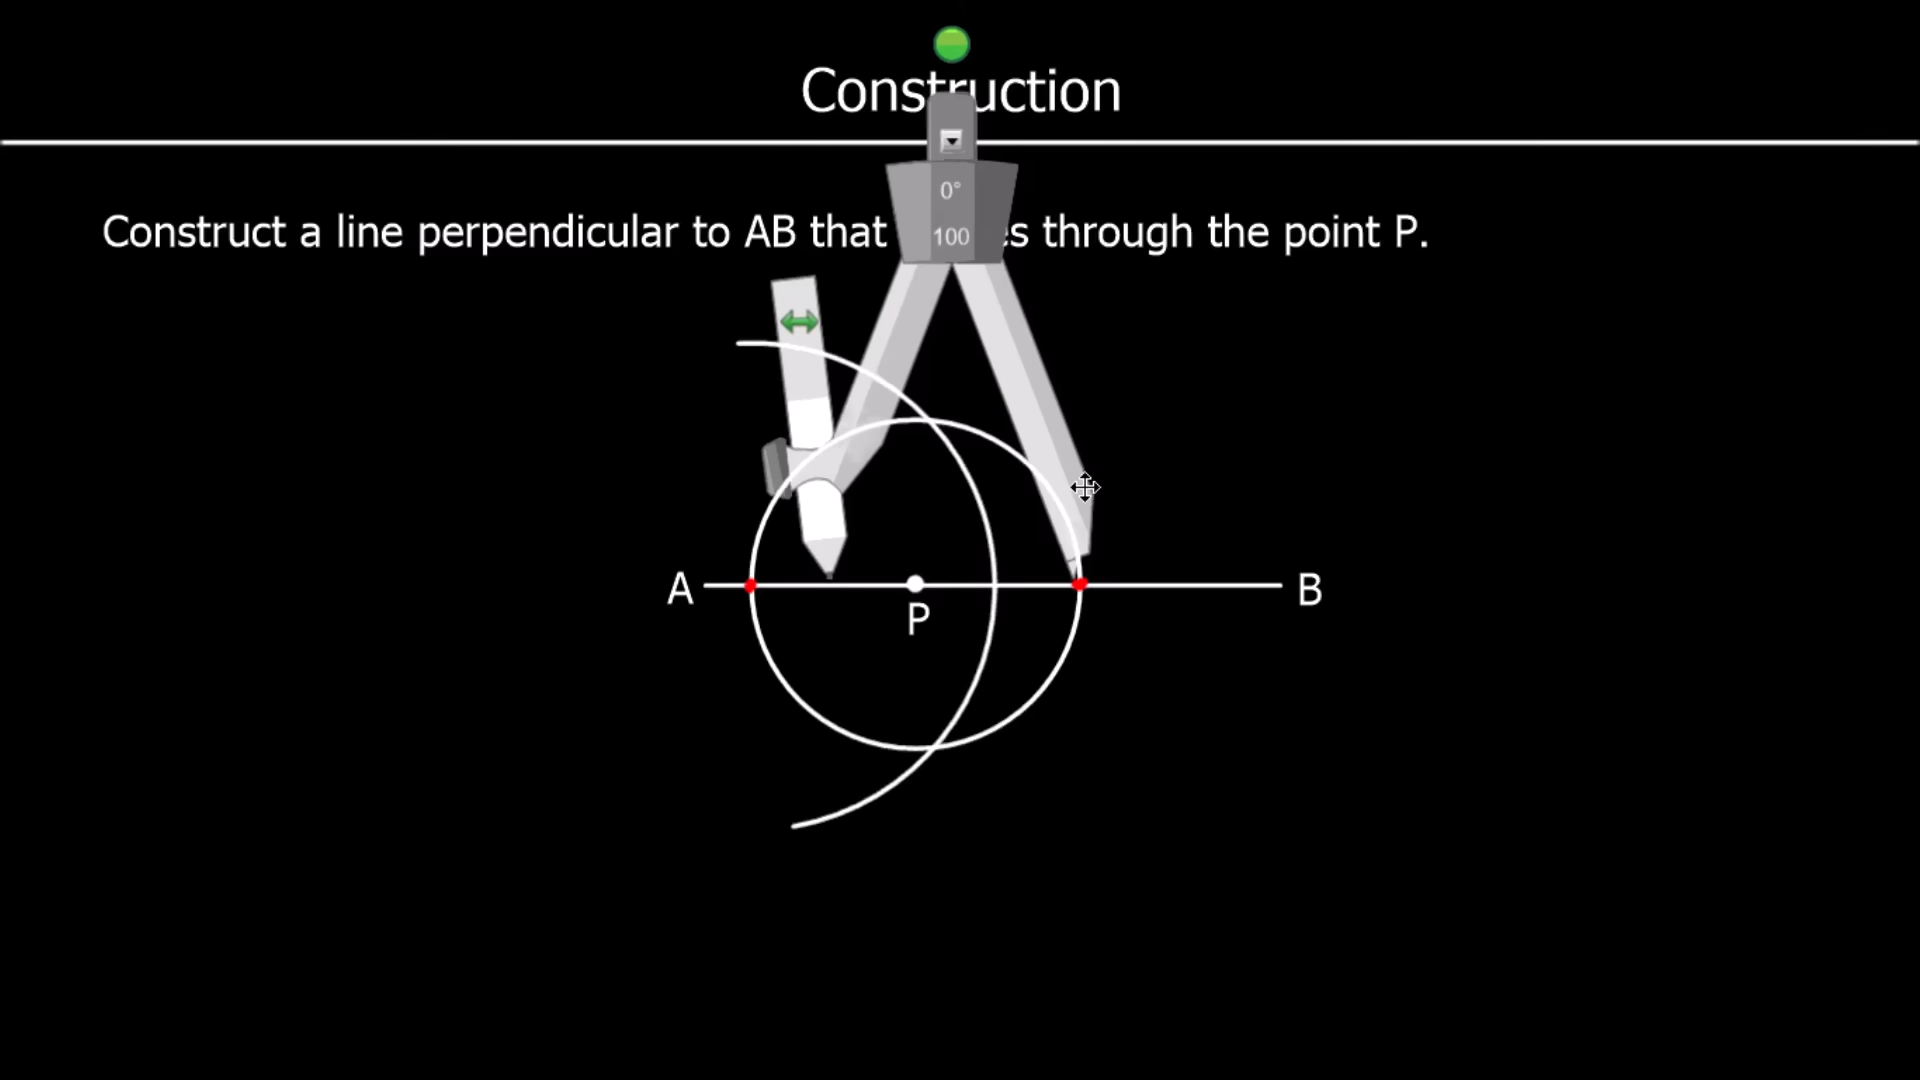 Construction
0°
Construct a line perpendicular to AB that s through the point P.
100
A
B
P